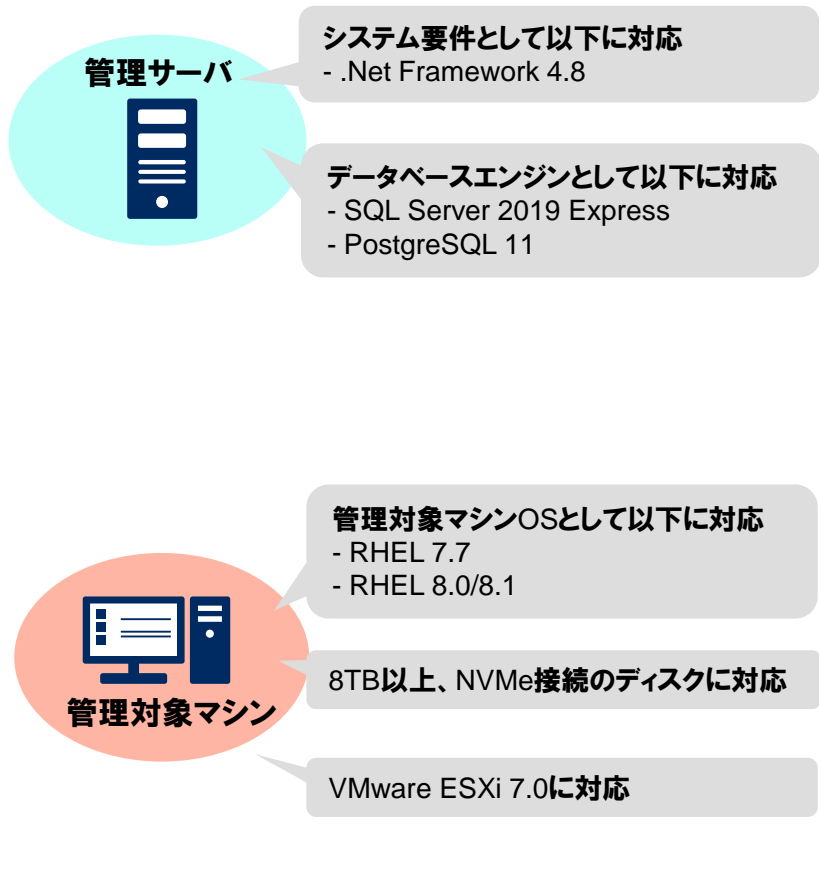 管理サーバ
システム要件として以下に対応
- .Net Framework 4.8
データベースエンジンとして以下に対応
- SQL Server 2019 Express
- PostgreSQL 11
管理対象マシンOSとして以下に対応
- RHEL 7.7
- RHEL 8.0/8.1
8TB以上、NVMe接続のディスクに対応
管理対象マシン
VMware ESXi 7.0に対応